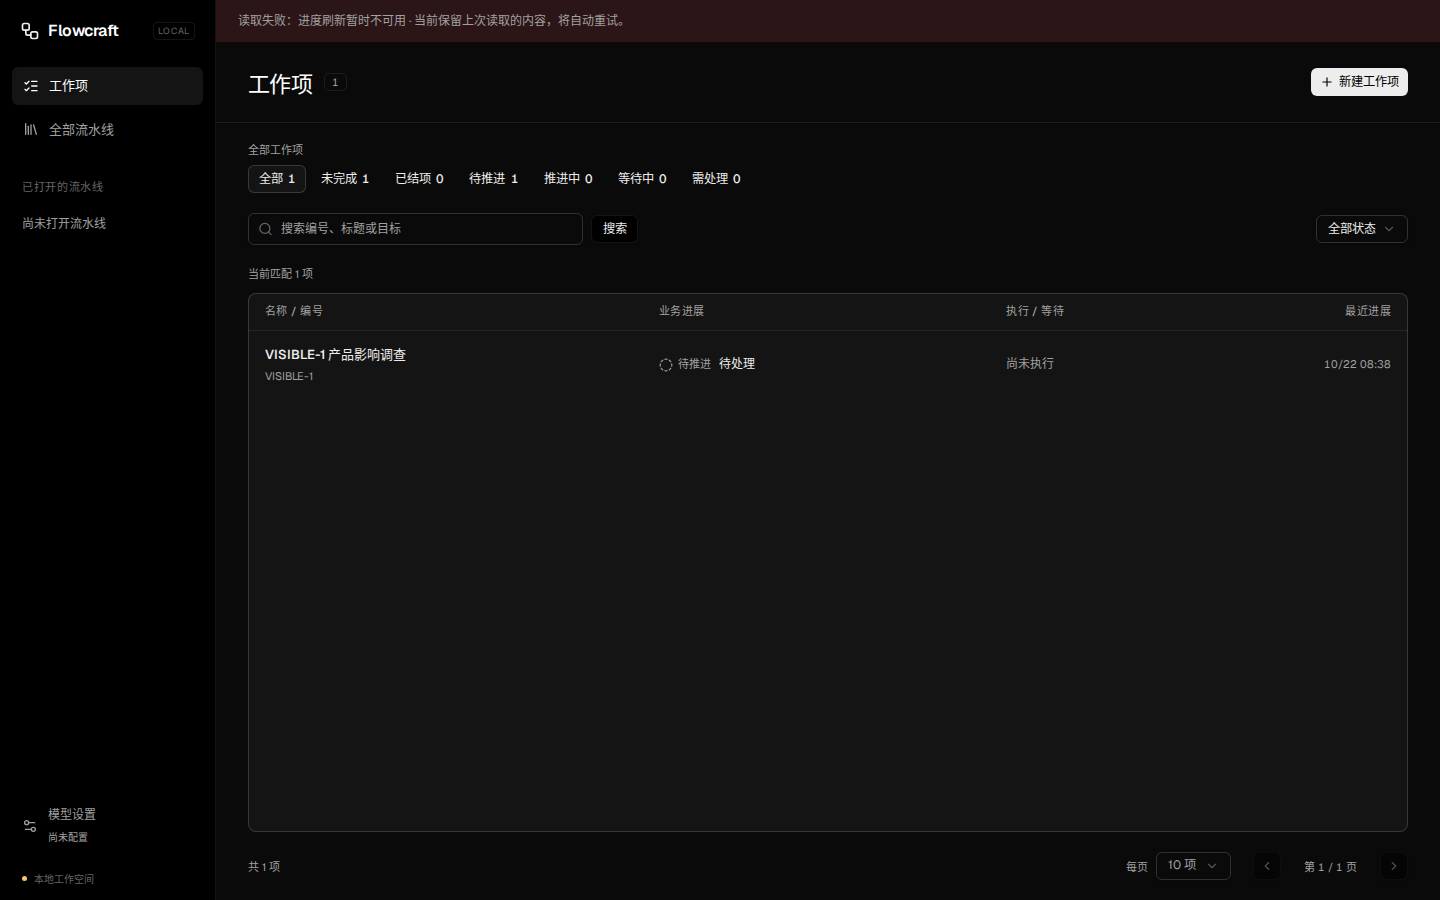 Flowcraft LOCAL
工作项
全部流水线
已打开的流水线
尚未打开流水线
模型设置
尚未配置
本地工作空间
读取失败：进度刷新暂时不可用 · 当前保留上次读取的内容，将自动重试。
工作项 1
新建工作项
全部工作项
全部 1 未完成 1 已结项 0 待推进 1 推进中 0 等待中 0 需处理 0
搜索编号、标题或目标 搜索 全部状态
当前匹配 1 项
名称 / 编号 业务进展 执行 / 等待 最近进展
VISIBLE-1 产品影响调查
VISIBLE-1
待推进 待处理 尚未执行 10/22 08:38
共 1 项 每页 10 项 第 1 / 1 页